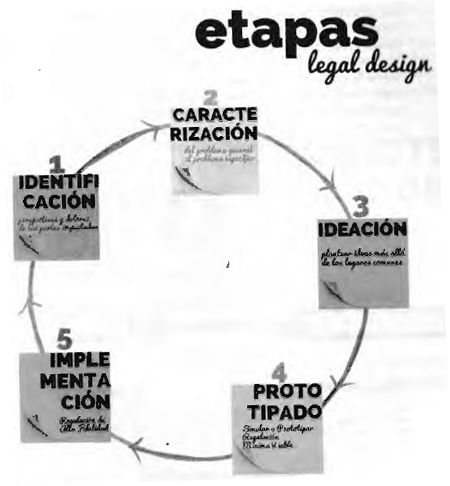 etapas
legal design
1
IDENTIFI
CACIÓN
perspectivas y dolores
de las partes
2
CARACTE
RIZACIÓN
del problema general
al problema específico
3
IDEACIÓN
plantear ideas más allá
de los lugares comunes
4
PROTO
TIPADO
Simular o Prototipar
Regulación
Mínima Viable
5
IMPLE
MENTA
CIÓN
Regulación de
Alta Fidelidad